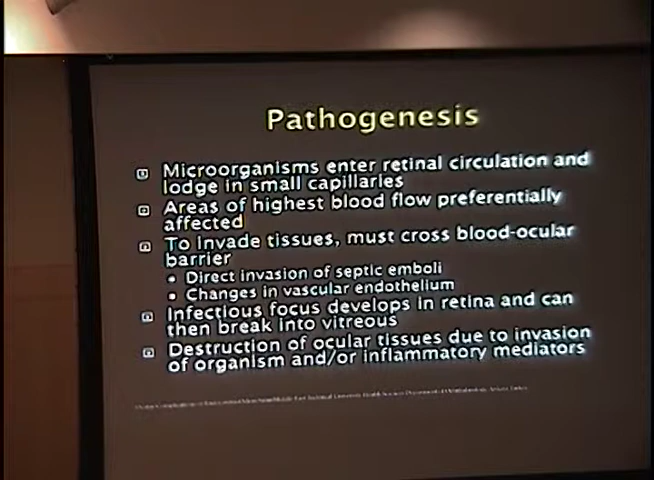 Pathogenesis
Microorganisms enter retinal circulation and
lodge in small capillaries
Areas of highest blood flow preferentially
affected
To invade tissues, must cross blood-ocular
barrier
• Direct invasion of septic emboli
• Changes in vascular endothelium
Infectious focus develops in retina and can
then break into vitreous
Destruction of ocular tissues due to invasion
of organism and/or inflammatory mediators